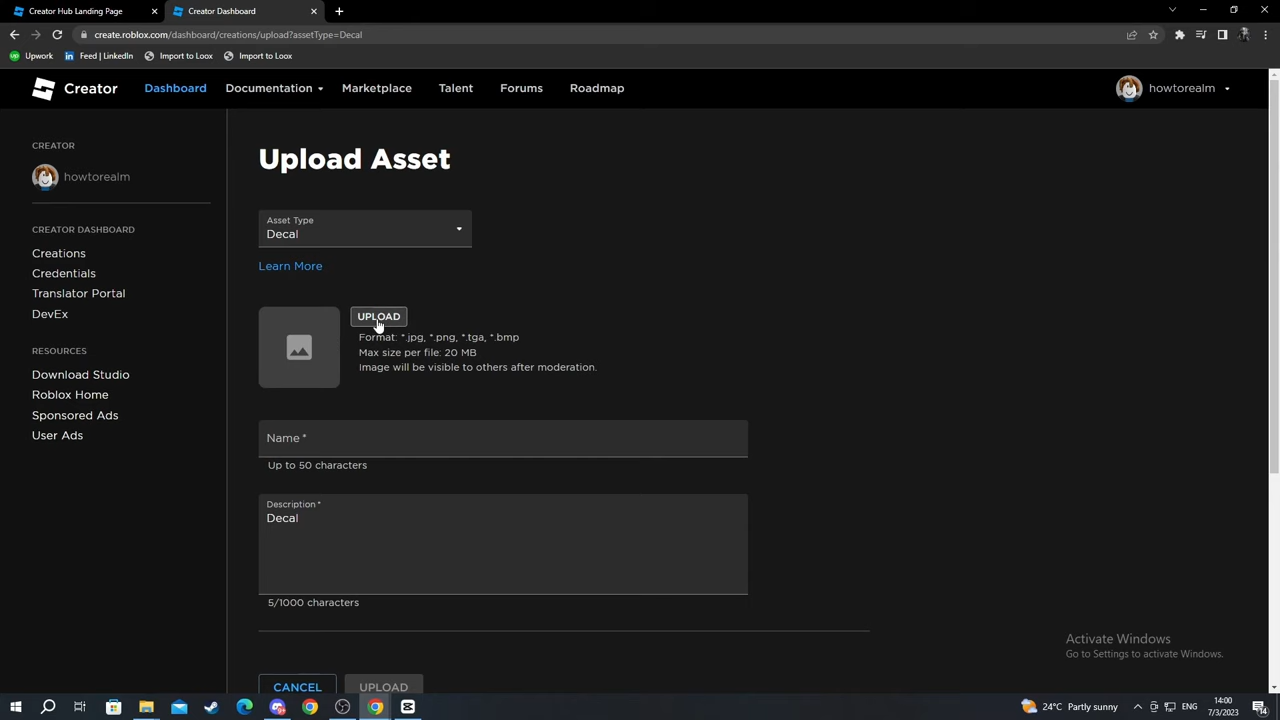 Creator Hub Landing Page
Creator Dashboard
create.roblox.com/dashboard/creations/upload?assetType=Decal
Upwork
Feed | LinkedIn
Import to Loox
Import to Loox
Creator
Dashboard
Documentation
Marketplace
Talent
Forums
Roadmap
howtorealm
CREATOR
howtorealm
CREATOR DASHBOARD
Creations
Credentials
Translator Portal
DevEx
RESOURCES
Download Studio
Roblox Home
Sponsored Ads
User Ads
Upload Asset
Asset Type
Decal
Learn More
UPLOAD
Format: *.jpg, *.png, *.tga, *.bmp
Max size per file: 20 MB
Image will be visible to others after moderation.
Name *
Up to 50 characters
Description *
Decal
5/1000 characters
CANCEL
UPLOAD
Activate Windows
Go to Settings to activate Windows.
24°C Partly sunny
ENG
14:00
7/3/2023
14